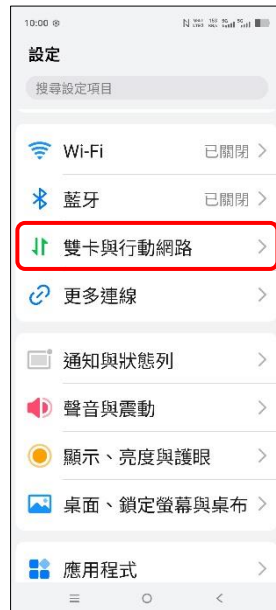 10:00
設定
搜尋設定項目
Wi-Fi 已關閉
藍牙 已關閉
雙卡與行動網路
更多連線
通知與狀態列
聲音與震動
顯示、亮度與護眼
桌面、鎖定螢幕與桌布
應用程式